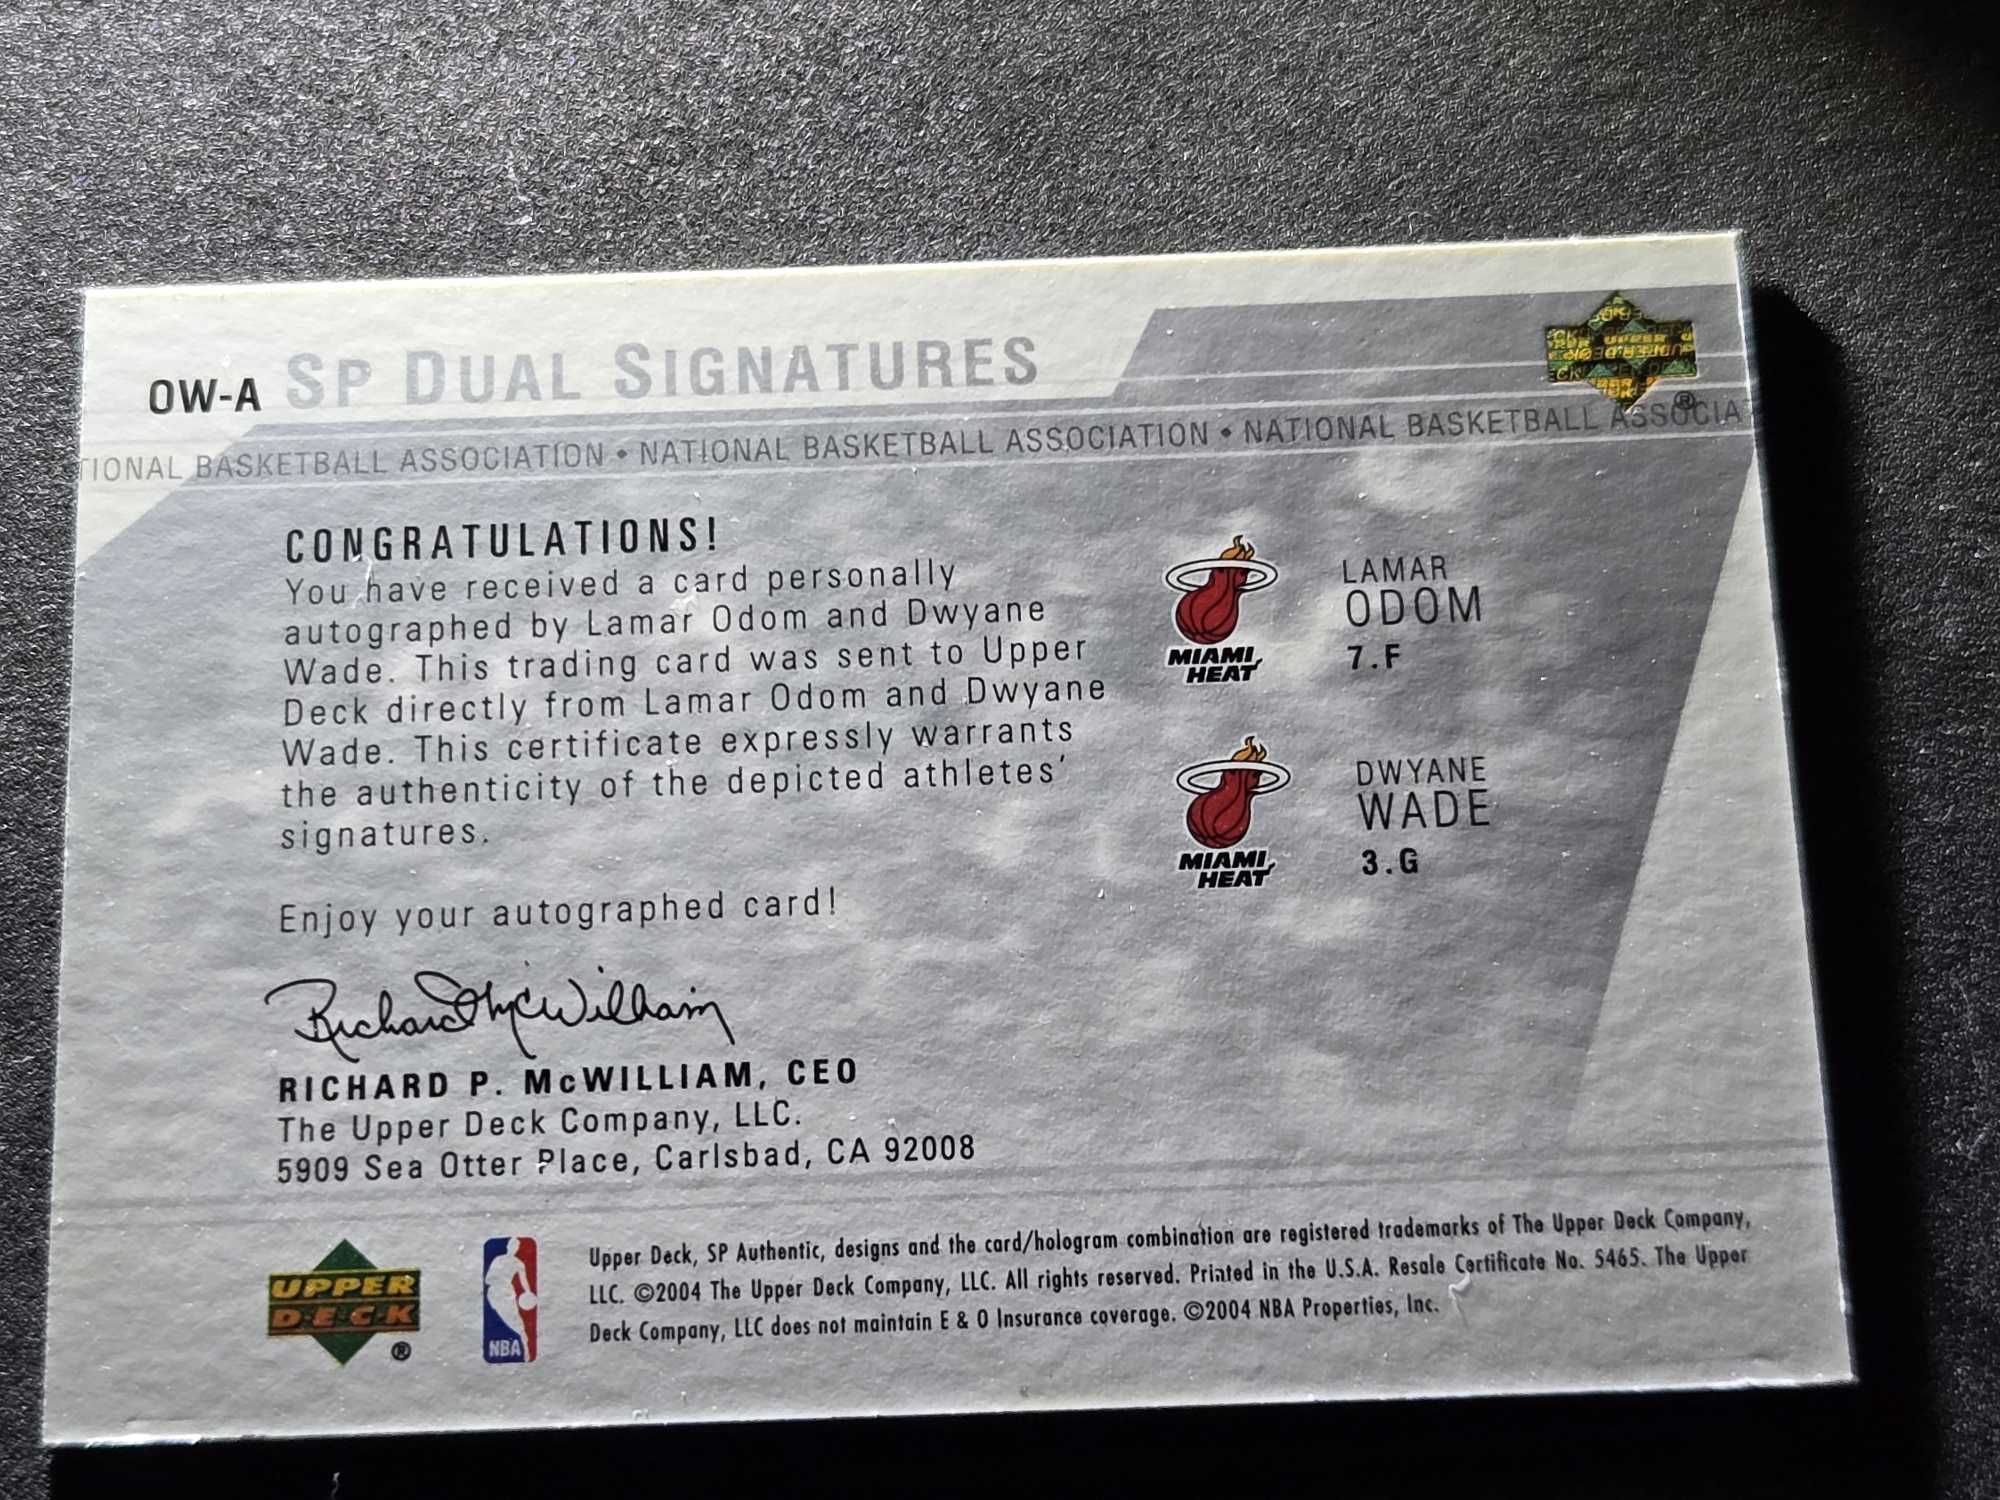 OW-A SP DUAL SIGNATURES
TIONAL BASKETBALL ASSOCIATION • NATIONAL BASKETBALL ASSOCIATION • NATIONAL BASKETBALL ASSOCIA
CONGRATULATIONS!
You have received a card personally
autographed by Lamar Odom and Dwyane
Wade. This trading card was sent to Upper
Deck directly from Lamar Odom and Dwyane
Wade. This certificate expressly warrants
the authenticity of the depicted athletes'
signatures.
Enjoy your autographed card!
Richard McWilliam
RICHARD P. McWILLIAM, CEO
The Upper Deck Company, LLC.
5909 Sea Otter Place, Carlsbad, CA 92008
MIAMI
HEAT
LAMAR
ODOM
7.F
MIAMI
HEAT
DWYANE
WADE
3.G
UPPER
DECK
®
NBA
Upper Deck, SP Authentic, designs and the card/hologram combination are registered trademarks of The Upper Deck Company,
LLC. ©2004 The Upper Deck Company, LLC. All rights reserved. Printed in the U.S.A. Resale Certificate No. 5465. The Upper
Deck Company, LLC does not maintain E & O Insurance coverage. ©2004 NBA Properties, Inc.